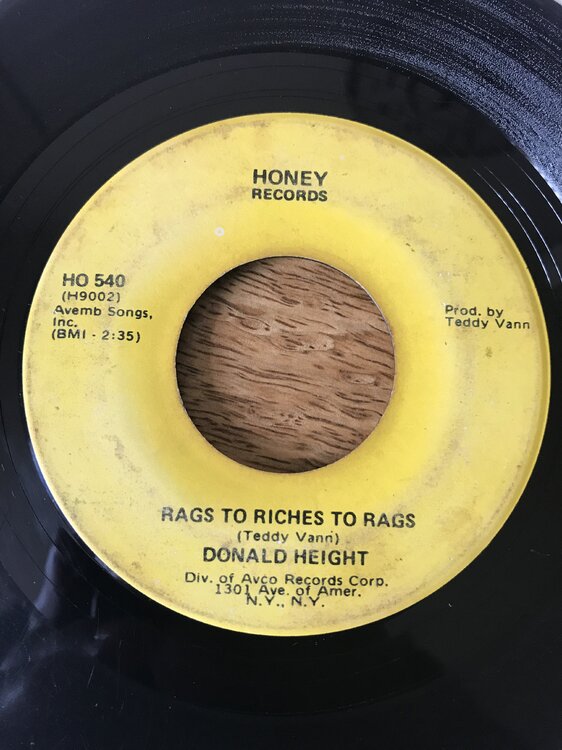 HONEY
RECORDS
HO 540
(H9002)
Avemb Songs,
Inc.
(BMI - 2:35)
Prod. by
Teddy Vann
RAGS TO RICHES TO RAGS
(Teddy Vann)
DONALD HEIGHT
Div. of Avco Records Corp.
1301 Ave. of Amer.
N.Y., N.Y.